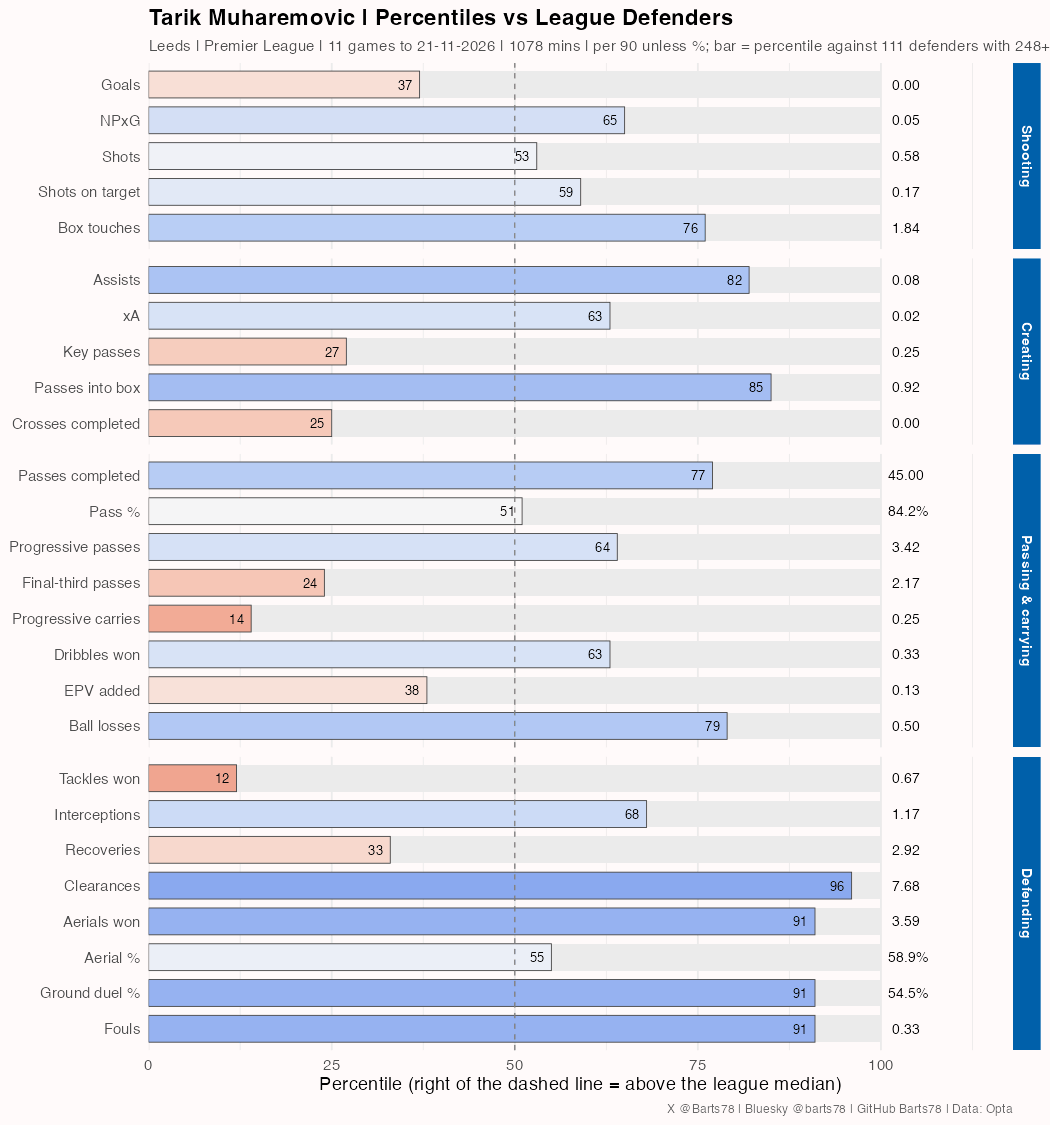 Tarik Muharemovic | Percentiles vs League Defenders
Leeds | Premier League | 11 games to 21-11-2026 | 1078 mins | per 90 unless %; bar = percentile against 111 defenders with 248+
Goals 37 0.00
NPxG 65 0.05
Shots 53 0.58
Shots on target 59 0.17
Box touches 76 1.84
Shooting
Assists 82 0.08
xA 63 0.02
Key passes 27 0.25
Passes into box 85 0.92
Crosses completed 25 0.00
Creating
Passes completed 77 45.00
Pass % 51 84.2%
Progressive passes 64 3.42
Final-third passes 24 2.17
Progressive carries 14 0.25
Dribbles won 63 0.33
EPV added 38 0.13
Ball losses 79 0.50
Passing & carrying
Tackles won 12 0.67
Interceptions 68 1.17
Recoveries 33 2.92
Clearances 96 7.68
Aerials won 91 3.59
Aerial % 55 58.9%
Ground duel % 91 54.5%
Fouls 91 0.33
Defending
0 25 50 75 100
Percentile (right of the dashed line = above the league median)
X @Barts78 | Bluesky @barts78 | GitHub Barts78 | Data: Opta